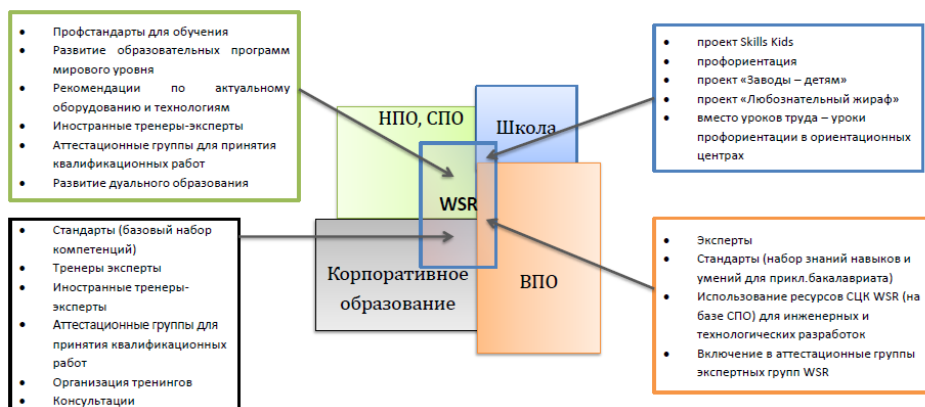 • Профстандарты для обучения
• Развитие образовательных программ
мирового уровня
• Рекомендации по актуальному
оборудованию и технологиям
• Иностранные тренеры-эксперты
• Аттестационные группы для принятия
квалификационных работ
• Развитие дуального образования
• проект Skills Kids
• профориентация
• проект «Заводы – детям»
• проект «Любознательный жираф»
• вместо уроков труда – уроки
профориентации в ориентационных
центрах
НПО, СПО
Школа
WSR
Корпоративное
образование
ВПО
• Стандарты (базовый набор
компетенций)
• Тренеры эксперты
• Иностранные тренеры-
эксперты
• Аттестационные группы для
принятия квалификационных
работ
• Организация тренингов
• Консультации
• Эксперты
• Стандарты (набор знаний навыков и
умений для прикл.бакалавриата)
• Использование ресурсов СЦК WSR (на
базе СПО) для инженерных и
технологических разработок
• Включение в аттестационные группы
экспертных групп WSR